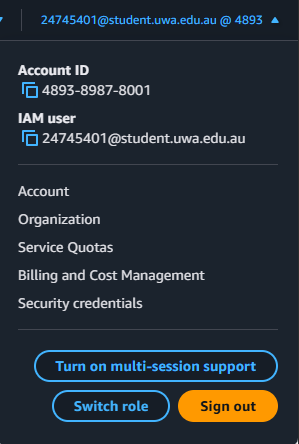 24745401@student.uwa.edu.au @ 4893
Account ID
4893-8987-8001
IAM user
24745401@student.uwa.edu.au
Account
Organization
Service Quotas
Billing and Cost Management
Security credentials
Turn on multi-session support
Switch role
Sign out